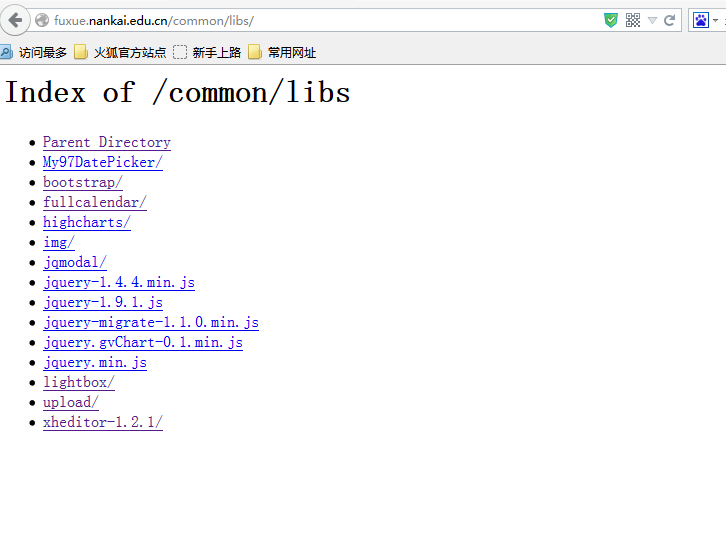 fuxue.nankai.edu.cn/common/libs/
访问最多 火狐官方站点 新手上路 常用网址
Index of /common/libs
Parent Directory
My97DatePicker/
bootstrap/
fullcalendar/
highcharts/
img/
jqmodal/
jquery-1.4.4.min.js
jquery-1.9.1.js
jquery-migrate-1.1.0.min.js
jquery.gvChart-0.1.min.js
jquery.min.js
lightbox/
upload/
xheditor-1.2.1/